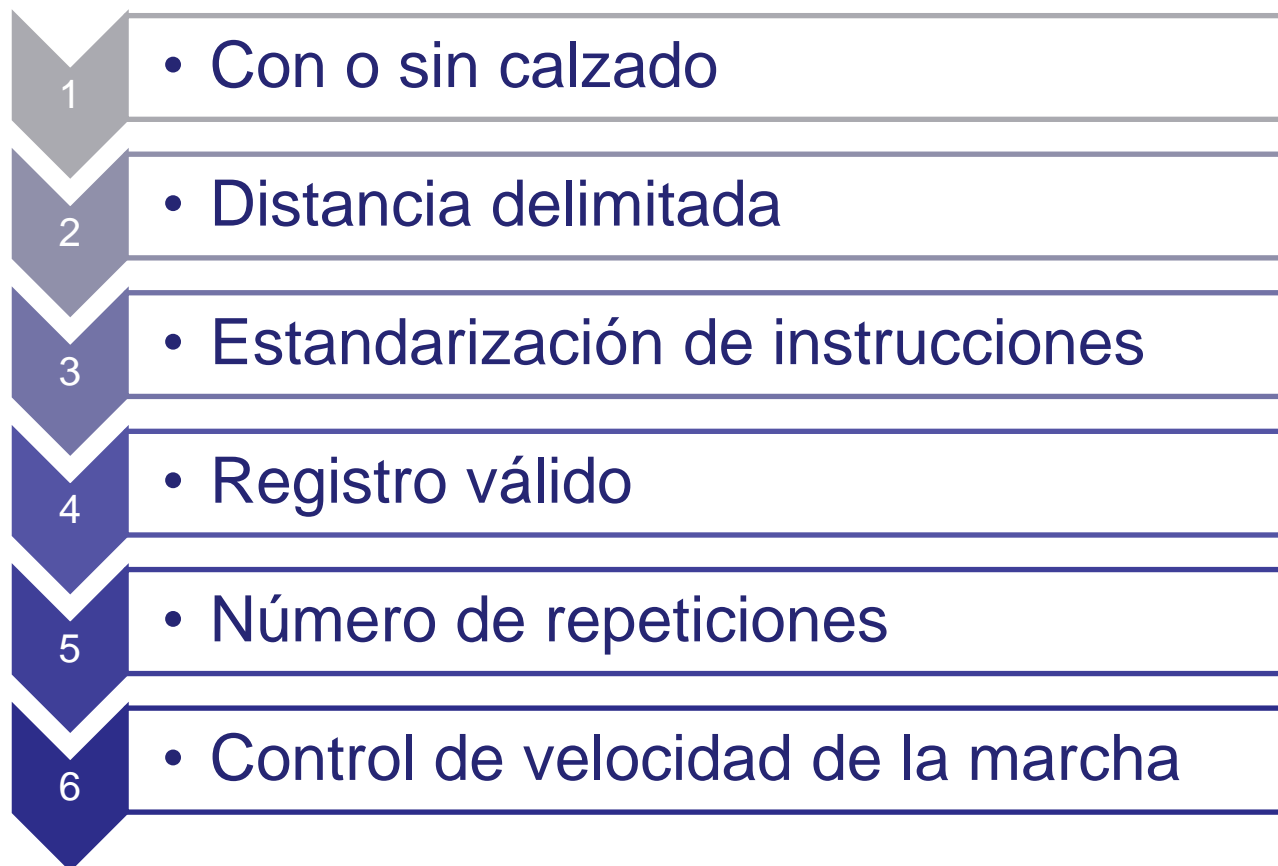 1
• Con o sin calzado
2
• Distancia delimitada
3
• Estandarización de instrucciones
4
• Registro válido
5
• Número de repeticiones
6
• Control de velocidad de la marcha